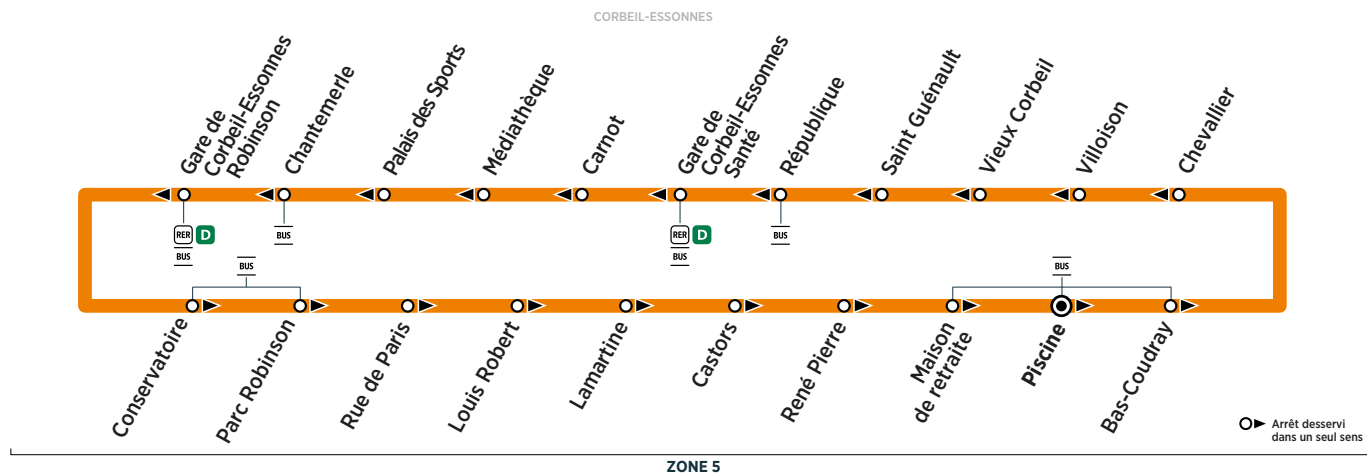 CORBEIL-ESSONNES
Gare de
Corbeil-Essonnes
Robinson
Chantemerle
Palais des Sports
Médiathèque
Carnot
Gare de
Corbeil-Essonnes
Santé
République
Saint Guénault
Vieux Corbeil
Villoison
Chevallier
RER D
BUS
BUS
RER D
BUS
BUS
BUS
BUS
Conservatoire
Parc Robinson
Rue de Paris
Louis Robert
Lamartine
Castors
René Pierre
Maison
de retraite
Piscine
Bas-Coudray
Arrêt desservi
dans un seul sens
ZONE 5